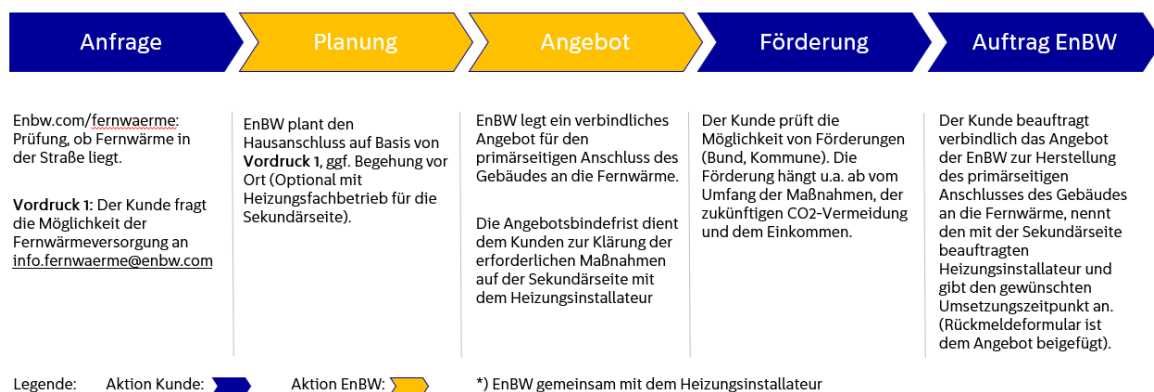 Anfrage
Planung
Angebot
Förderung
Auftrag EnBW
Enbw.com/fernwaerme:
Prüfung, ob Fernwärme in
der Straße liegt.
Vordruck 1: Der Kunde fragt
die Möglichkeit der
Fernwärmeversorgung an
info.fernwaerme@enbw.com
EnBW plant den
Hausanschluss auf Basis von
Vordruck 1, ggf. Begehung vor
Ort (Optional mit
Heizungsfachbetrieb für die
Sekundärseite).
EnBW legt ein verbindliches
Angebot für den
primärseitigen Anschluss des
Gebäudes an die Fernwärme.
Die Angebotsbindefrist dient
dem Kunden zur Klärung der
erforderlichen Maßnahmen
auf der Sekundärseite mit
dem Heizungsinstallateur
Der Kunde prüft die
Möglichkeit von Förderungen
(Bund, Kommune). Die
Förderung hängt u.a. ab vom
Umfang der Maßnahmen, der
zukünftigen CO2-Vermeidung
und dem Einkommen.
Der Kunde beauftragt
verbindlich das Angebot
der EnBW zur Herstellung
des primärseitigen
Anschlusses des Gebäudes
an die Fernwärme, nennt
den mit der Sekundärseite
beauftragten
Heizungsinstallateur und
gibt den gewünschten
Umsetzungszeitpunkt an.
(Rückmeldeformular ist
dem Angebot beigefügt).
Legende: Aktion Kunde: Aktion EnBW: *) EnBW gemeinsam mit dem Heizungsinstallateur